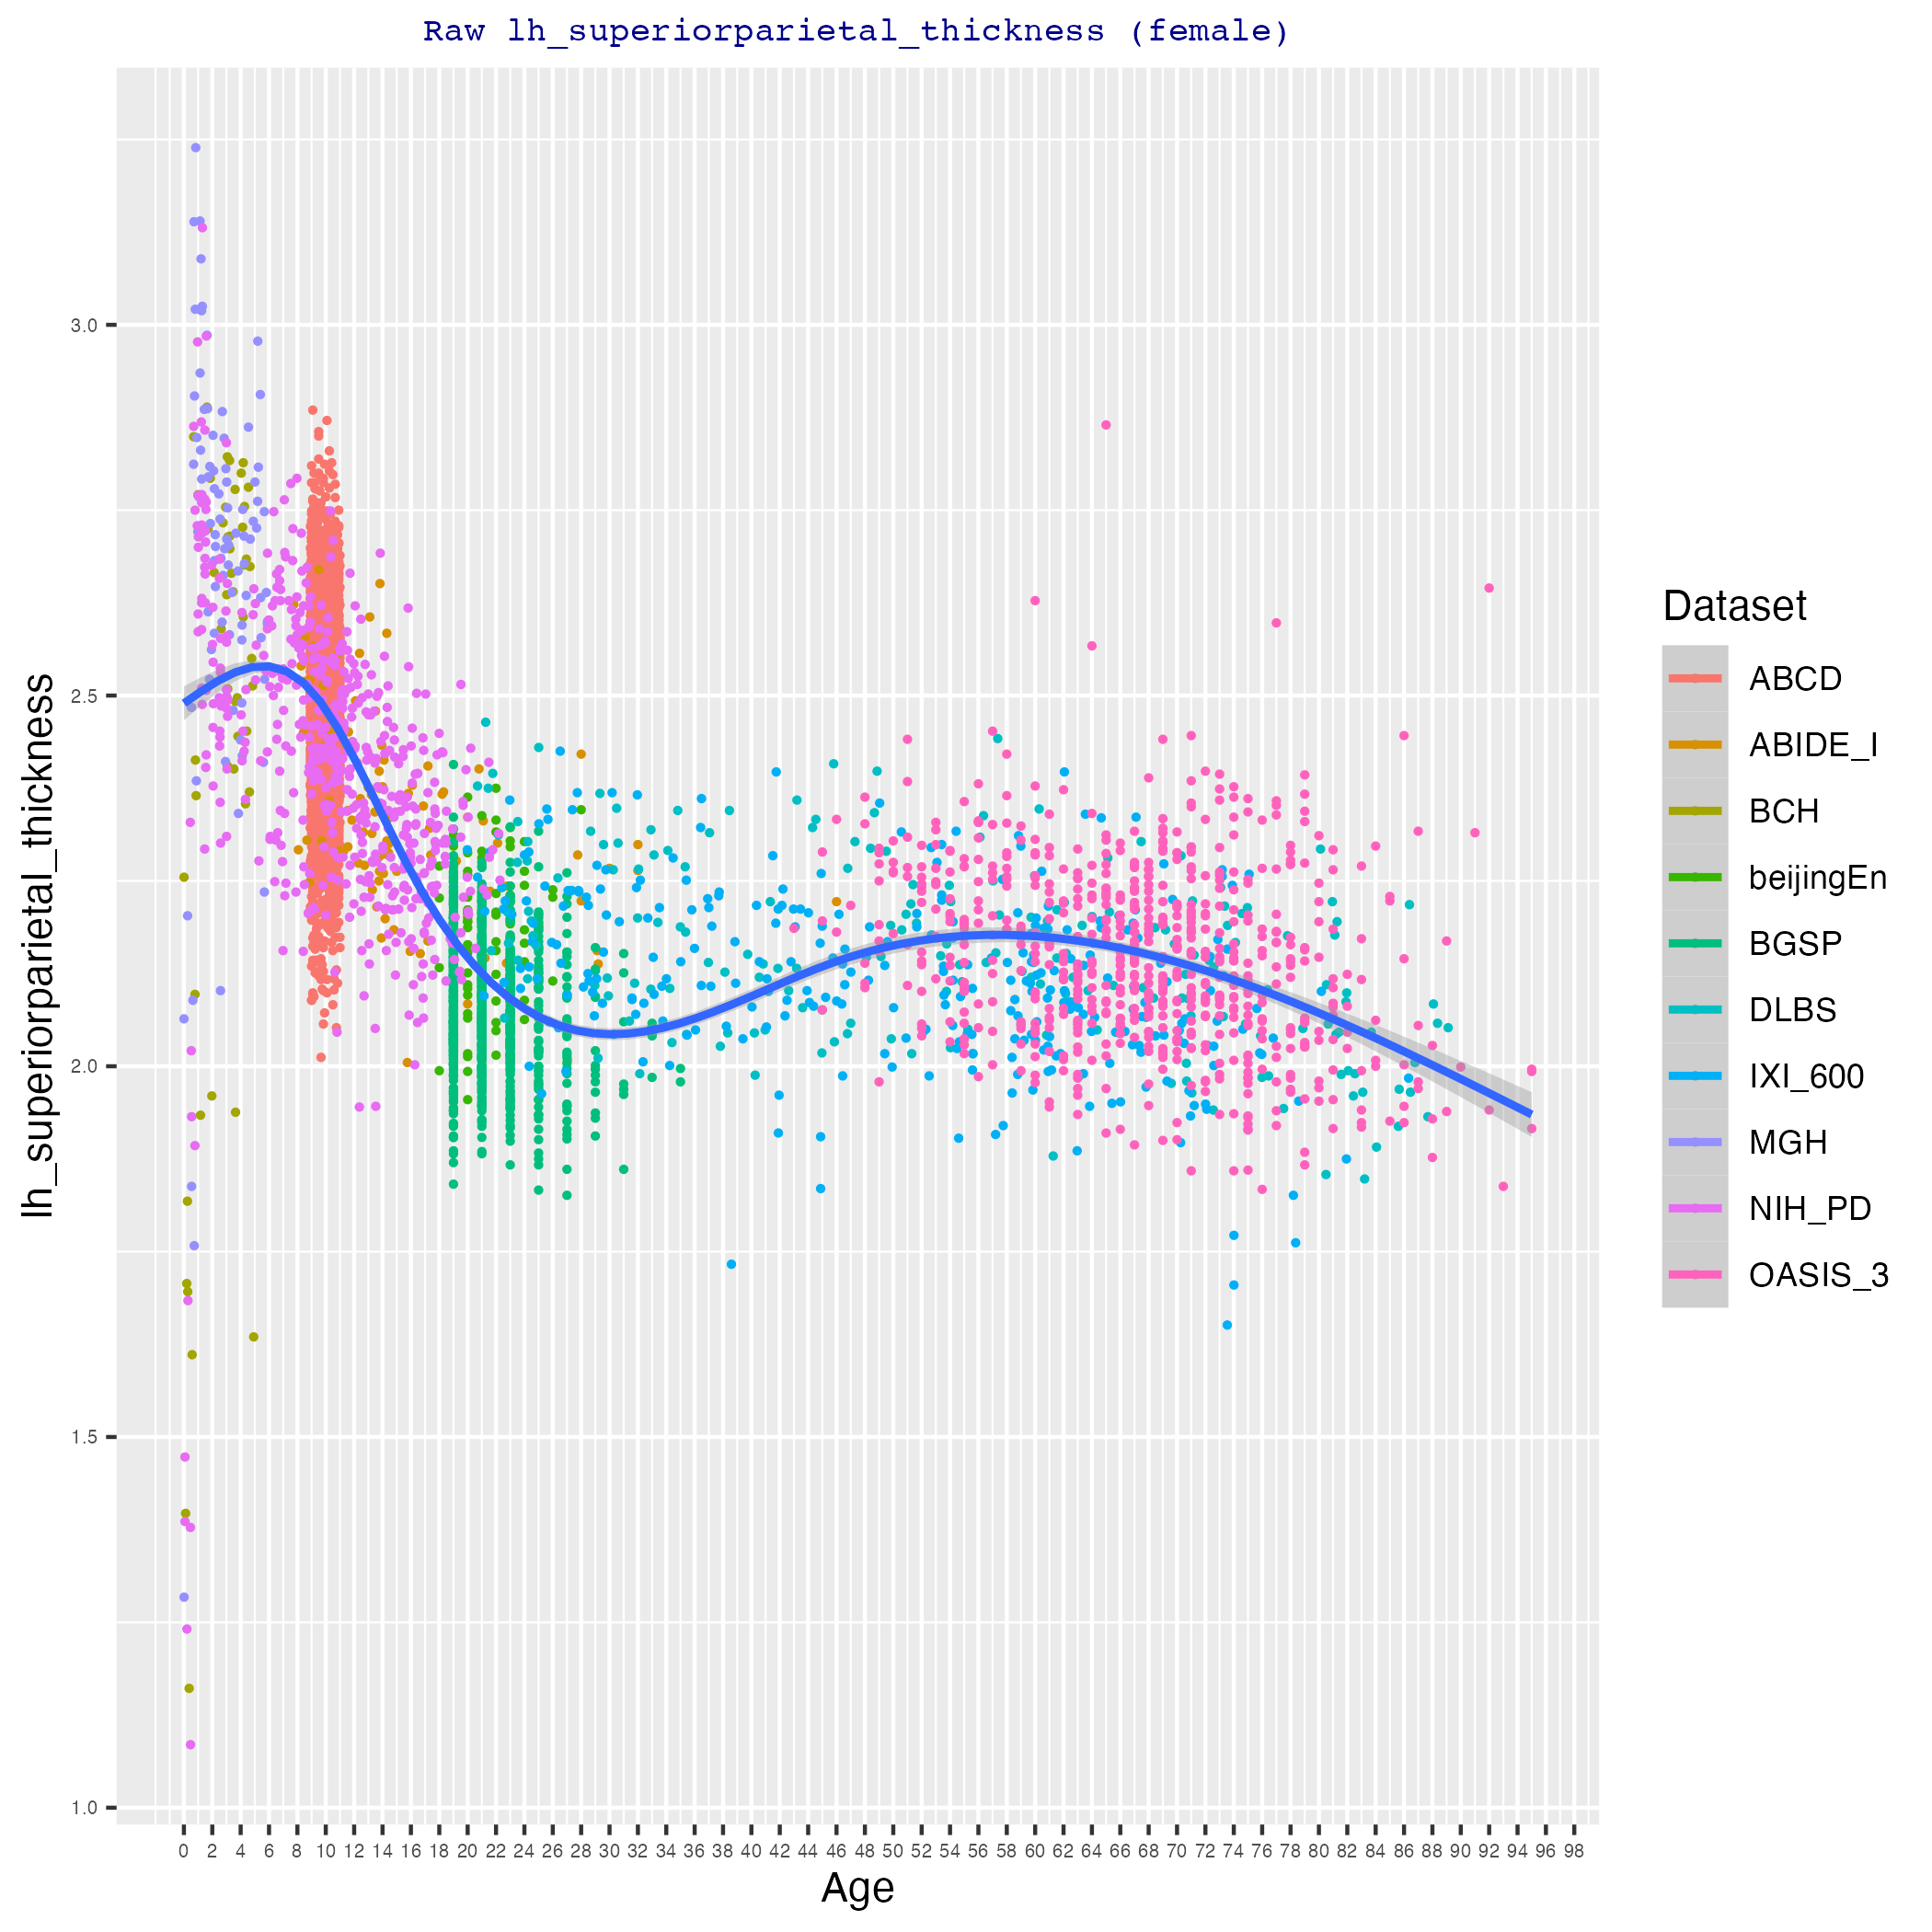 Raw lh_superiorparietal_thickness (female)
lh_superiorparietal_thickness
3.0
2.5
2.0
1.5
1.0
0 2 4 6 8 10 12 14 16 18 20 22 24 26 28 30 32 34 36 38 40 42 44 46 48 50 52 54 56 58 60 62 64 66 68 70 72 74 76 78 80 82 84 86 88 90 92 94 96 98
Age
Dataset
ABCD
ABIDE_I
BCH
beijingEn
BGSP
DLBS
IXI_600
MGH
NIH_PD
OASIS_3